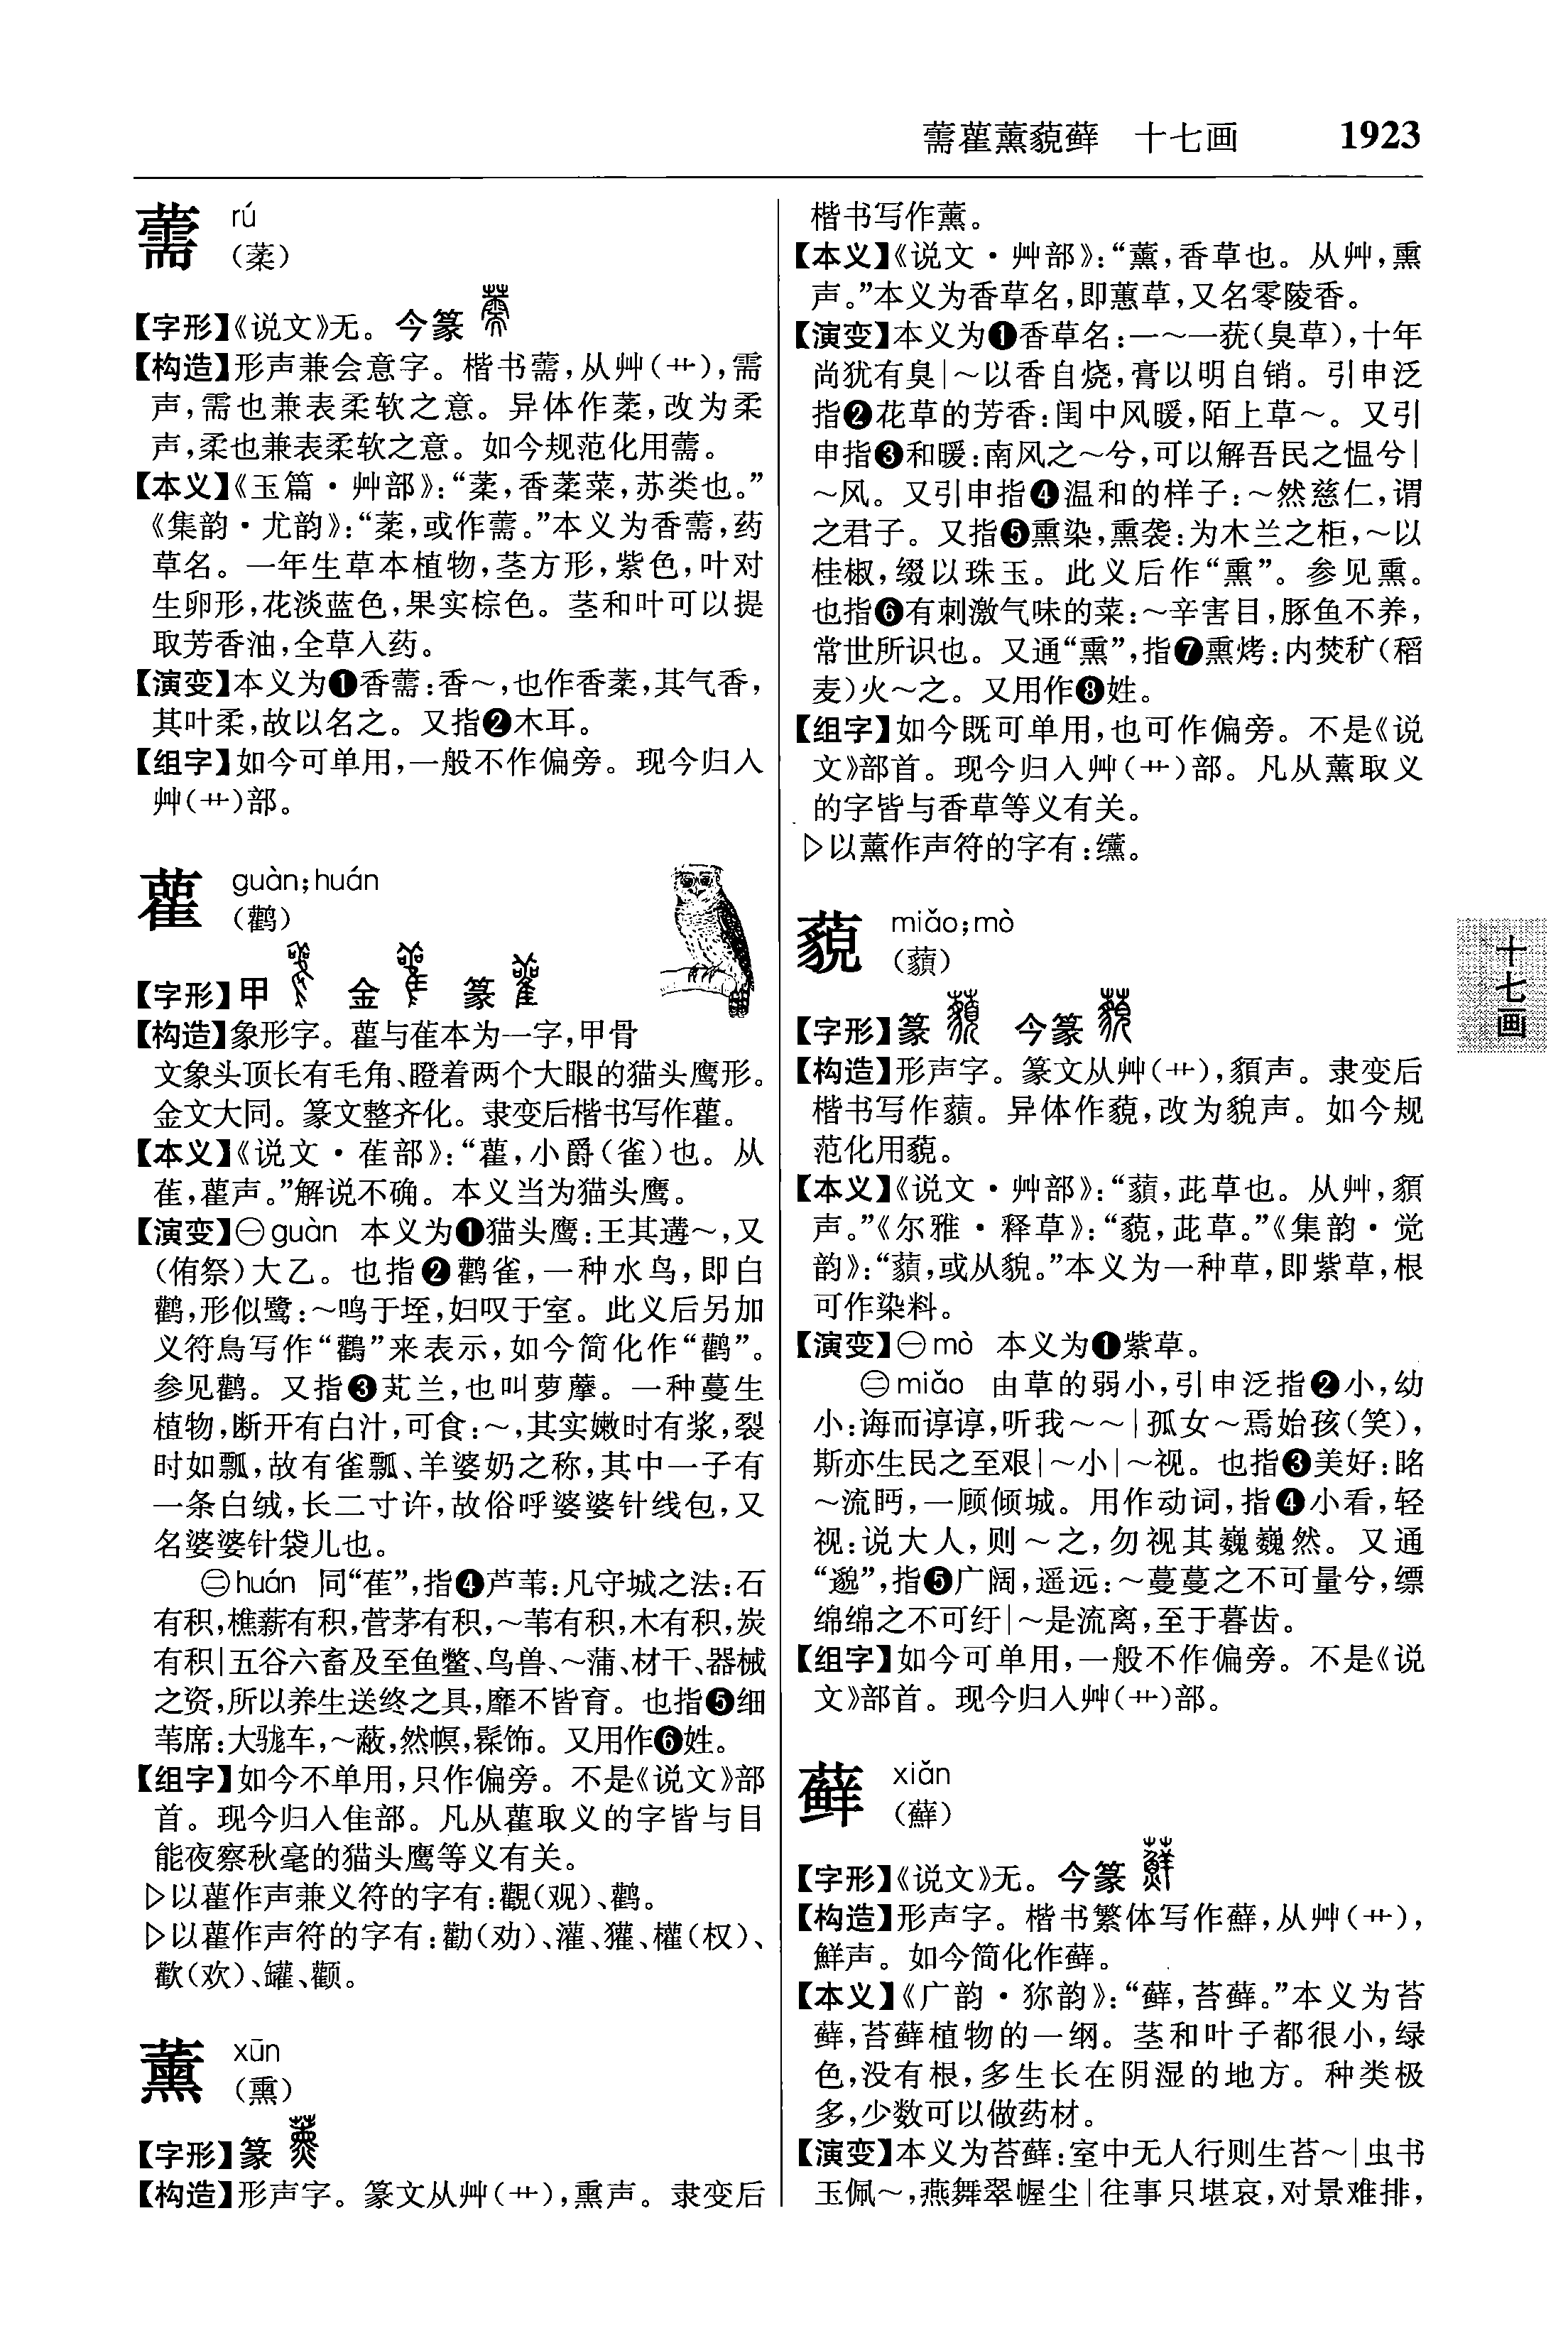 薷雚薰藐藓 十七画 1923
薷 rú
(葇)
【字形】《说文》无。今篆
【构造】形声兼会意字。楷书薷,从艸(艹),需
声,需也兼表柔软之意。异体作葇,改为柔
声,柔也兼表柔软之意。如今规范化用薷。
【本义】《玉篇·艸部》:“葇,香葇菜,苏类也。”
《集韵·尤韵》:“葇,或作薷。”本义为香薷,药
草名。一年生草本植物,茎方形,紫色,叶对
生卵形,花淡蓝色,果实棕色。茎和叶可以提
取芳香油,全草入药。
【演变】本义为❶香薷:香～,也作香葇,其气香,
其叶柔,故以名之。又指❷木耳。
【组字】如今可单用,一般不作偏旁。现今归入
艸(艹)部。
雚 guàn;huán
(鹳)
【字形】甲 金 篆
【构造】象形字。雚与萑本为一字,甲骨
文象头顶长有毛角、瞪着两个大眼的猫头鹰形。
金文大同。篆文整齐化。隶变后楷书写作雚。
【本义】《说文·萑部》:“雚,小爵(雀)也。从
萑,雚声。”解说不确。本义当为猫头鹰。
【演变】㊀guàn 本义为❶猫头鹰:王其遘～,又
(侑祭)大乙。也指❷鹳雀,一种水鸟,即白
鹳,形似鹭:～鸣于垤,妇叹于室。此义后另加
义符鳥写作“鸛”来表示,如今简化作“鹳”。
参见鹳。又指❸芄兰,也叫萝藦。一种蔓生
植物,断开有白汁,可食:～,其实嫩时有浆,裂
时如瓢,故有雀瓢、羊婆奶之称,其中一子有
一条白绒,长二寸许,故俗呼婆婆针线包,又
名婆婆针袋儿也。
㊁huán 同“萑”,指❹芦苇:凡守城之法:石
有积,樵薪有积,菅茅有积,～苇有积,木有积,炭
有积|五谷六畜及至鱼鳖、鸟兽、～蒲、材干、器械
之资,所以养生送终之具,靡不皆育。也指❺细
苇席:大駹车,～蔽,然幎,髹饰。又用作❻姓。
【组字】如今不单用,只作偏旁。不是《说文》部
首。现今归入隹部。凡从雚取义的字皆与目
能夜察秋毫的猫头鹰等义有关。
▷以雚作声兼义符的字有:觀(观)、鹳。
▷以雚作声符的字有:勸(劝)、灌、獾、權(权)、
歡(欢)、罐、颧。
薰 xūn
(熏)
【字形】篆
【构造】形声字。篆文从艸(艹),熏声。隶变后
楷书写作薰。
【本义】《说文·艸部》:“薰,香草也。从艸,熏
声。”本义为香草名,即蕙草,又名零陵香。
【演变】本义为❶香草名:一～一莸(臭草),十年
尚犹有臭|～以香自烧,膏以明自销。引申泛
指❷花草的芳香:闺中风暖,陌上草～。又引
申指❸和暖:南风之～兮,可以解吾民之愠兮|
～风。又引申指❹温和的样子:～然慈仁,谓
之君子。又指❺熏染,熏袭:为木兰之柜,～以
桂椒,缀以珠玉。此义后作“熏”。参见熏。
也指❻有刺激气味的菜:～辛害目,豚鱼不养,
常世所识也。又通“熏”,指❼熏烤:内焚秅(稻
麦)火～之。又用作❽姓。
【组字】如今既可单用,也可作偏旁。不是《说
文》部首。现今归入艸(艹)部。凡从薰取义
的字皆与香草等义有关。
▷以薰作声符的字有:纁。
藐 miǎo;mò
(藾)
【字形】篆 今篆
【构造】形声字。篆文从艸(艹),䫉声。隶变后
楷书写作藾。异体作藐,改为貌声。如今规
范化用藐。
【本义】《说文·艸部》:“藾,茈草也。从艸,䫉
声。”《尔雅·释草》:“藐,茈草。”《集韵·觉
韵》:“藾,或从貌。”本义为一种草,即紫草,根
可作染料。
【演变】㊀mò 本义为❶紫草。
㊁miǎo 由草的弱小,引申泛指❷小,幼
小:诲而谆谆,听我～～|孤女～焉始孩(笑),
斯亦生民之至艰|～小|～视。也指❸美好:眳
～流眄,一顾倾城。用作动词,指❹小看,轻
视:说大人,则～之,勿视其巍巍然。又通
“邈”,指❺广阔,遥远:～蔓蔓之不可量兮,缥
绵绵之不可纡|～是流离,至于暮齿。
【组字】如今可单用,一般不作偏旁。不是《说
文》部首。现今归入艸(艹)部。
藓 xiǎn
(蘚)
【字形】《说文》无。今篆
【构造】形声字。楷书繁体写作蘚,从艸(艹),
鮮声。如今简化作藓。
【本义】《广韵·狝韵》:“藓,苔藓。”本义为苔
藓,苔藓植物的一纲。茎和叶子都很小,绿
色,没有根,多生长在阴湿的地方。种类极
多,少数可以做药材。
【演变】本义为苔藓:室中无人行则生苔～|虫书
玉佩～,燕舞翠幄尘|往事只堪哀,对景难排,
十七画